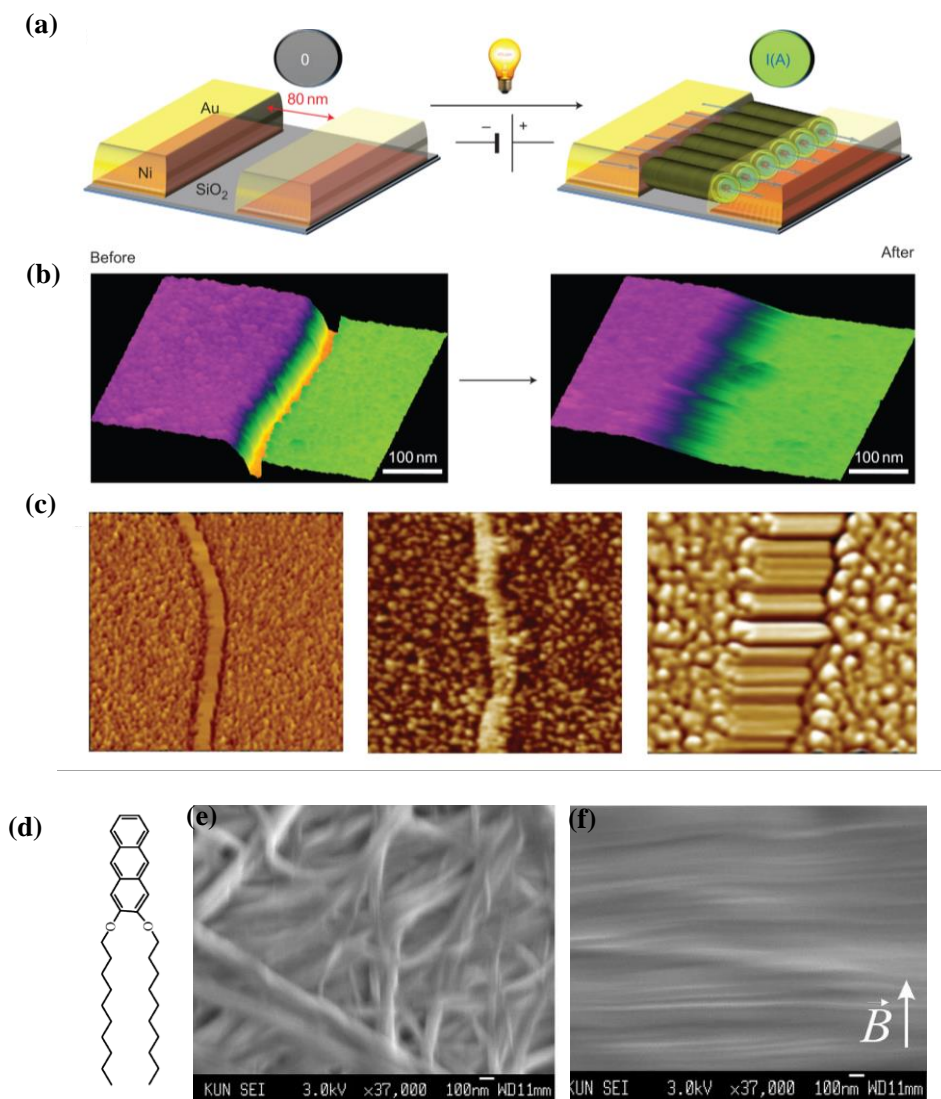 (a)
0
I(A)
80 nm
Au
Ni
SiO2
− +
Before
After
(b)
100 nm
100 nm
(c)
(d)
(e)
(f)
O O
B
KUN SEI 3.0kV ×37,000 100nm WD11mm
KUN SEI 3.0kV ×37,000 100nm WD11mm